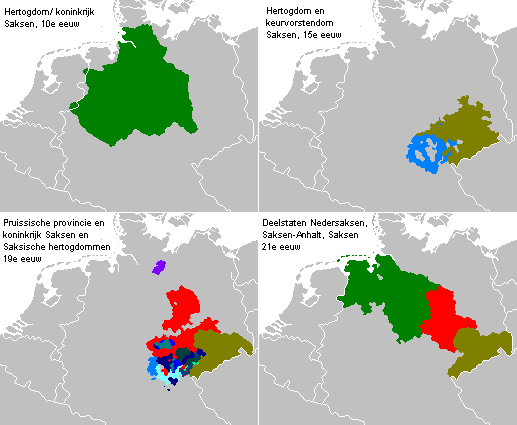 Hertogdom/ koninkrijk
Saksen, 10e eeuw
Hertogdom en
keurvorstendom
Saksen, 15e eeuw
Pruissische provincie en
koninkrijk Saksen en
Saksische hertogdommen
19e eeuw
Deelstaten Nedersaksen,
Saksen-Anhalt, Saksen
21e eeuw